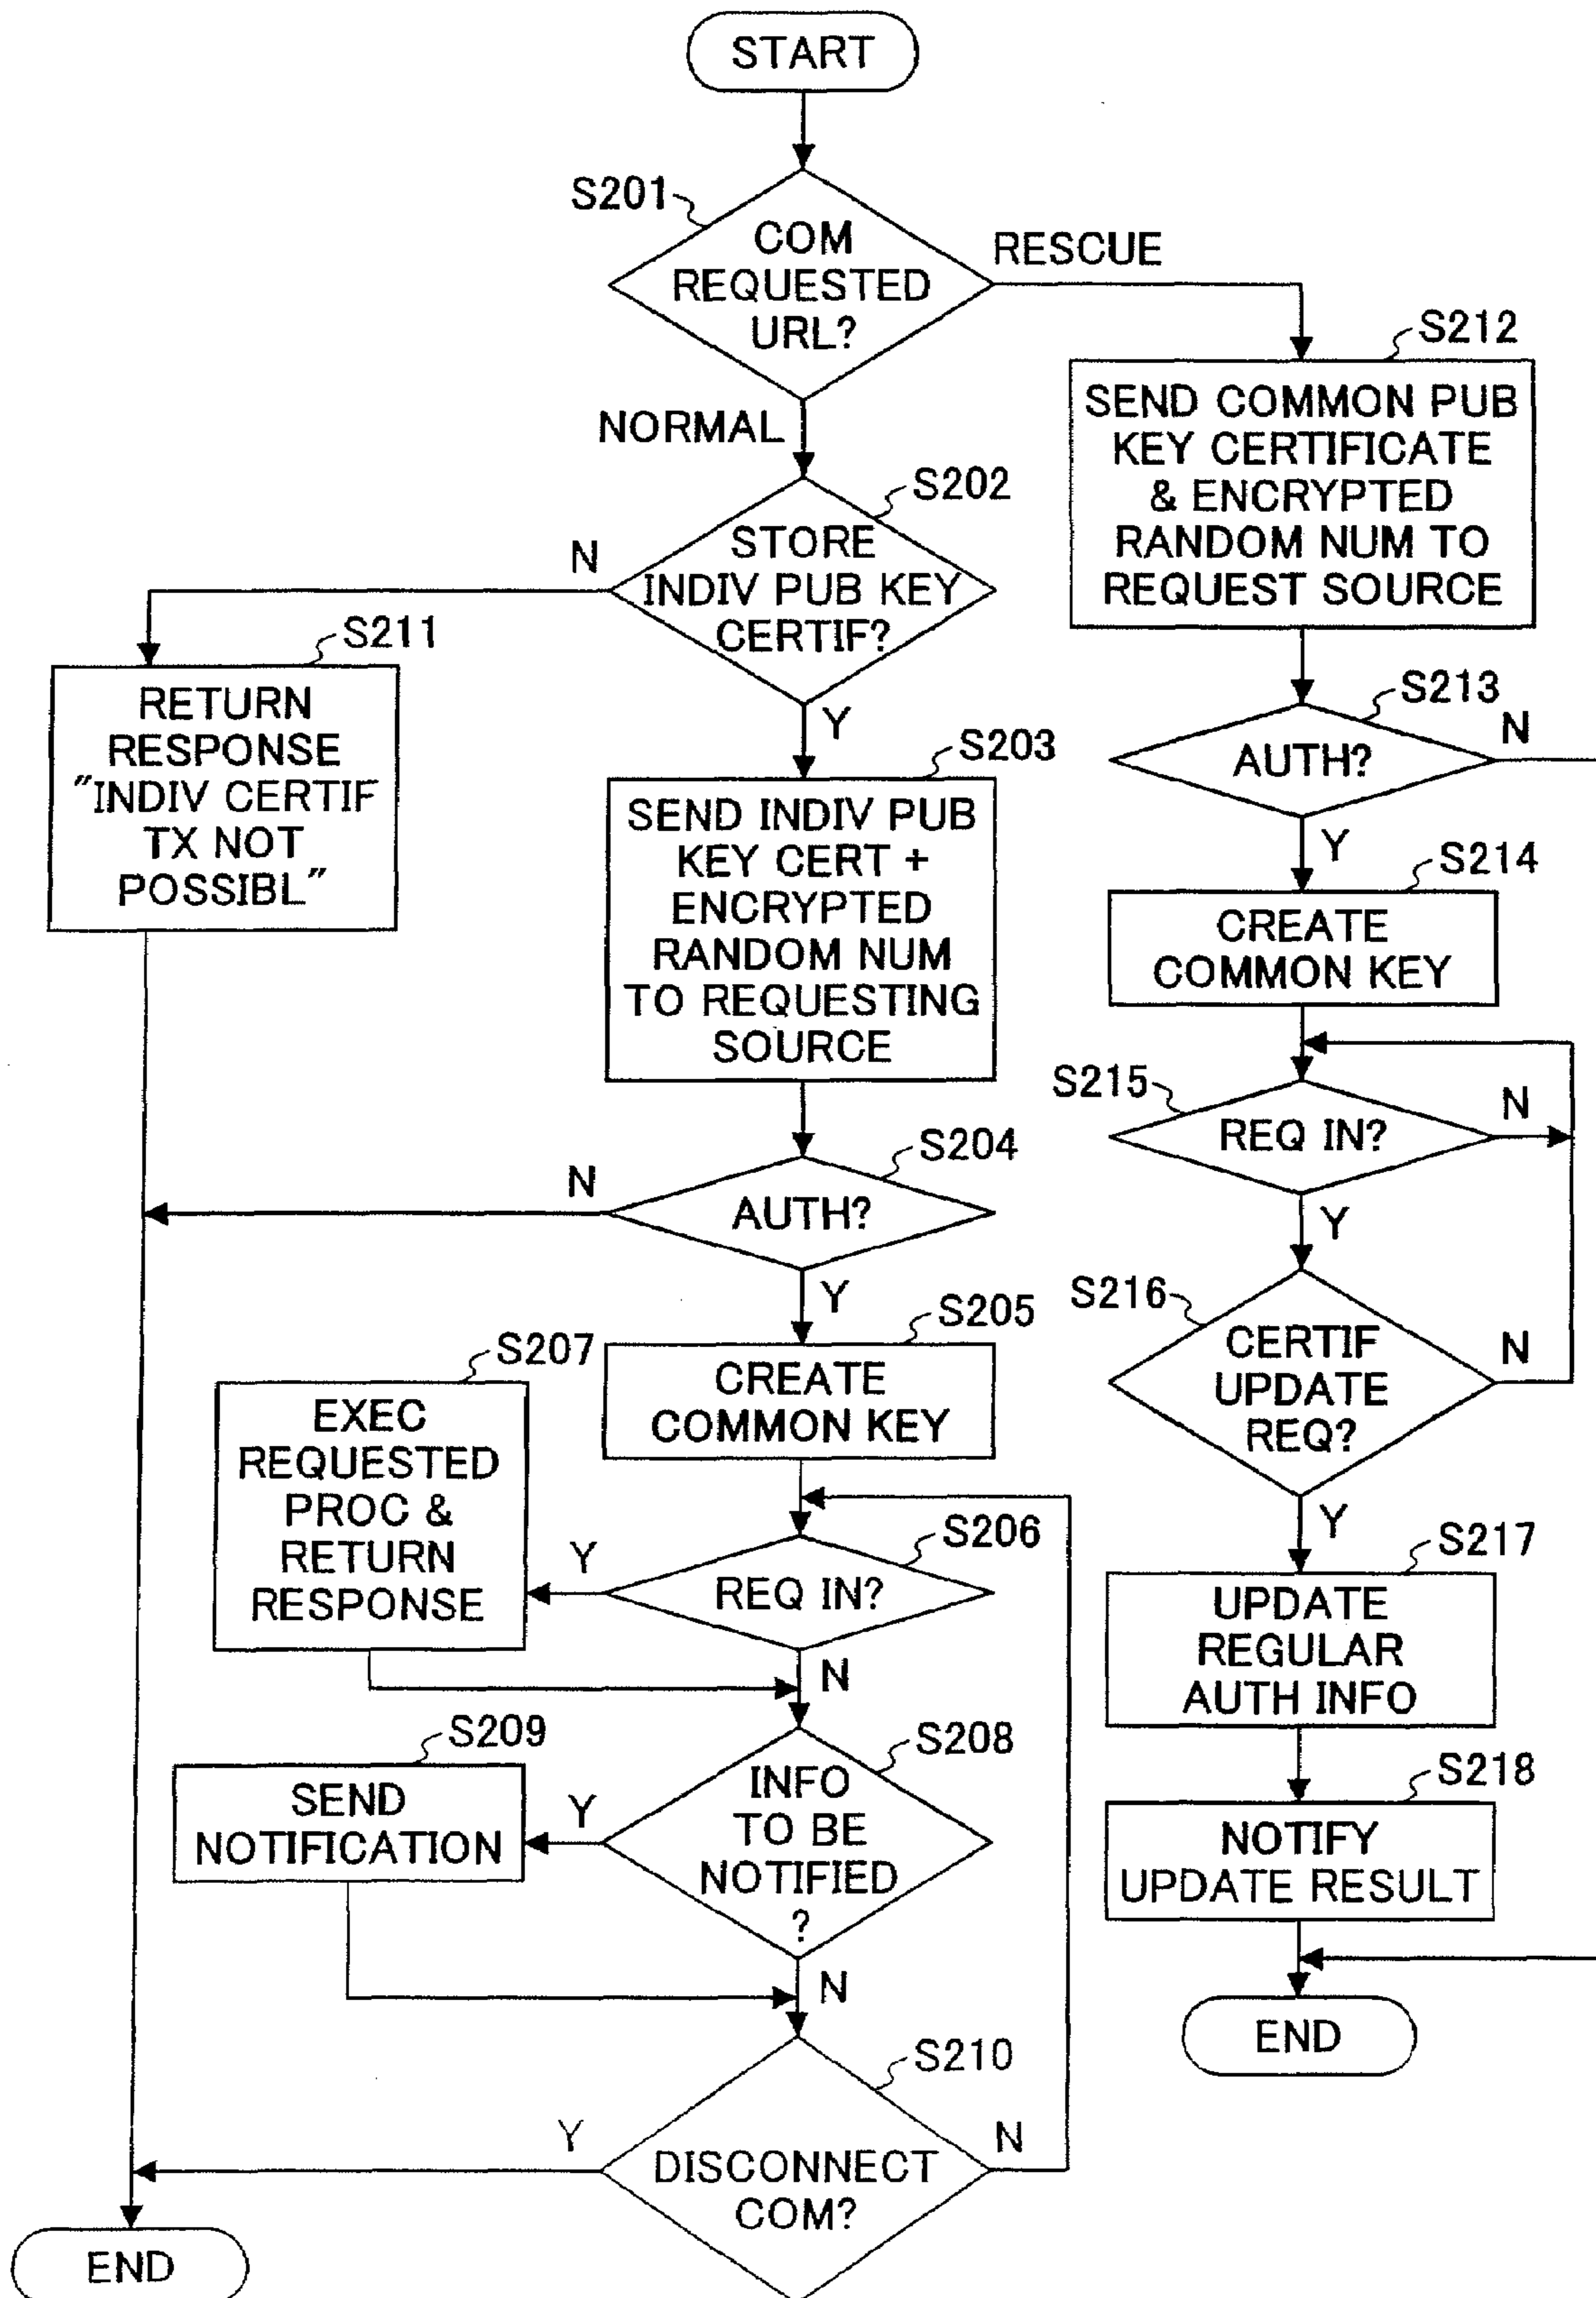 START
S201
COM
REQUESTED
URL?
RESCUE
NORMAL
S202
STORE
INDIV PUB KEY
CERTIF?
N
Y
S211
RETURN
RESPONSE
"INDIV CERTIF
TX NOT
POSSIBL"
S203
SEND INDIV PUB
KEY CERT +
ENCRYPTED
RANDOM NUM
TO REQUESTING
SOURCE
S204
AUTH?
N
Y
S205
CREATE
COMMON KEY
S206
REQ IN?
Y
N
S207
EXEC
REQUESTED
PROC &
RETURN
RESPONSE
S208
INFO
TO BE
NOTIFIED
?
Y
N
S209
SEND
NOTIFICATION
S210
DISCONNECT
COM?
Y
N
END
S212
SEND COMMON PUB
KEY CERTIFICATE
& ENCRYPTED
RANDOM NUM TO
REQUEST SOURCE
S213
AUTH?
N
Y
S214
CREATE
COMMON KEY
S215
REQ IN?
N
Y
S216
CERTIF
UPDATE
REQ?
N
Y
S217
UPDATE
REGULAR
AUTH INFO
S218
NOTIFY
UPDATE RESULT
END